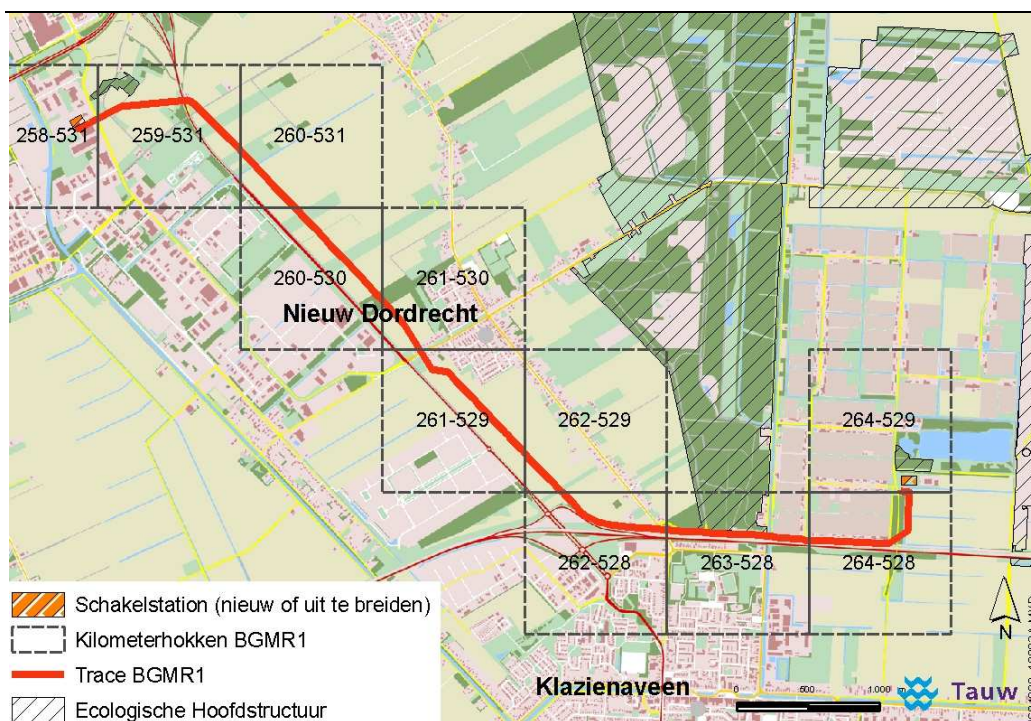 258-531
259-531
260-531
260-530
261-530
Nieuw Dordrecht
261-529
262-529
264-529
262-528
263-528
264-528
Klazienaveen
Schakelstation (nieuw of uit te breiden)
Kilometerhokken BGMR1
Trace BGMR1
Ecologische Hoofdstructuur
N
0 500 1.000
Tauw